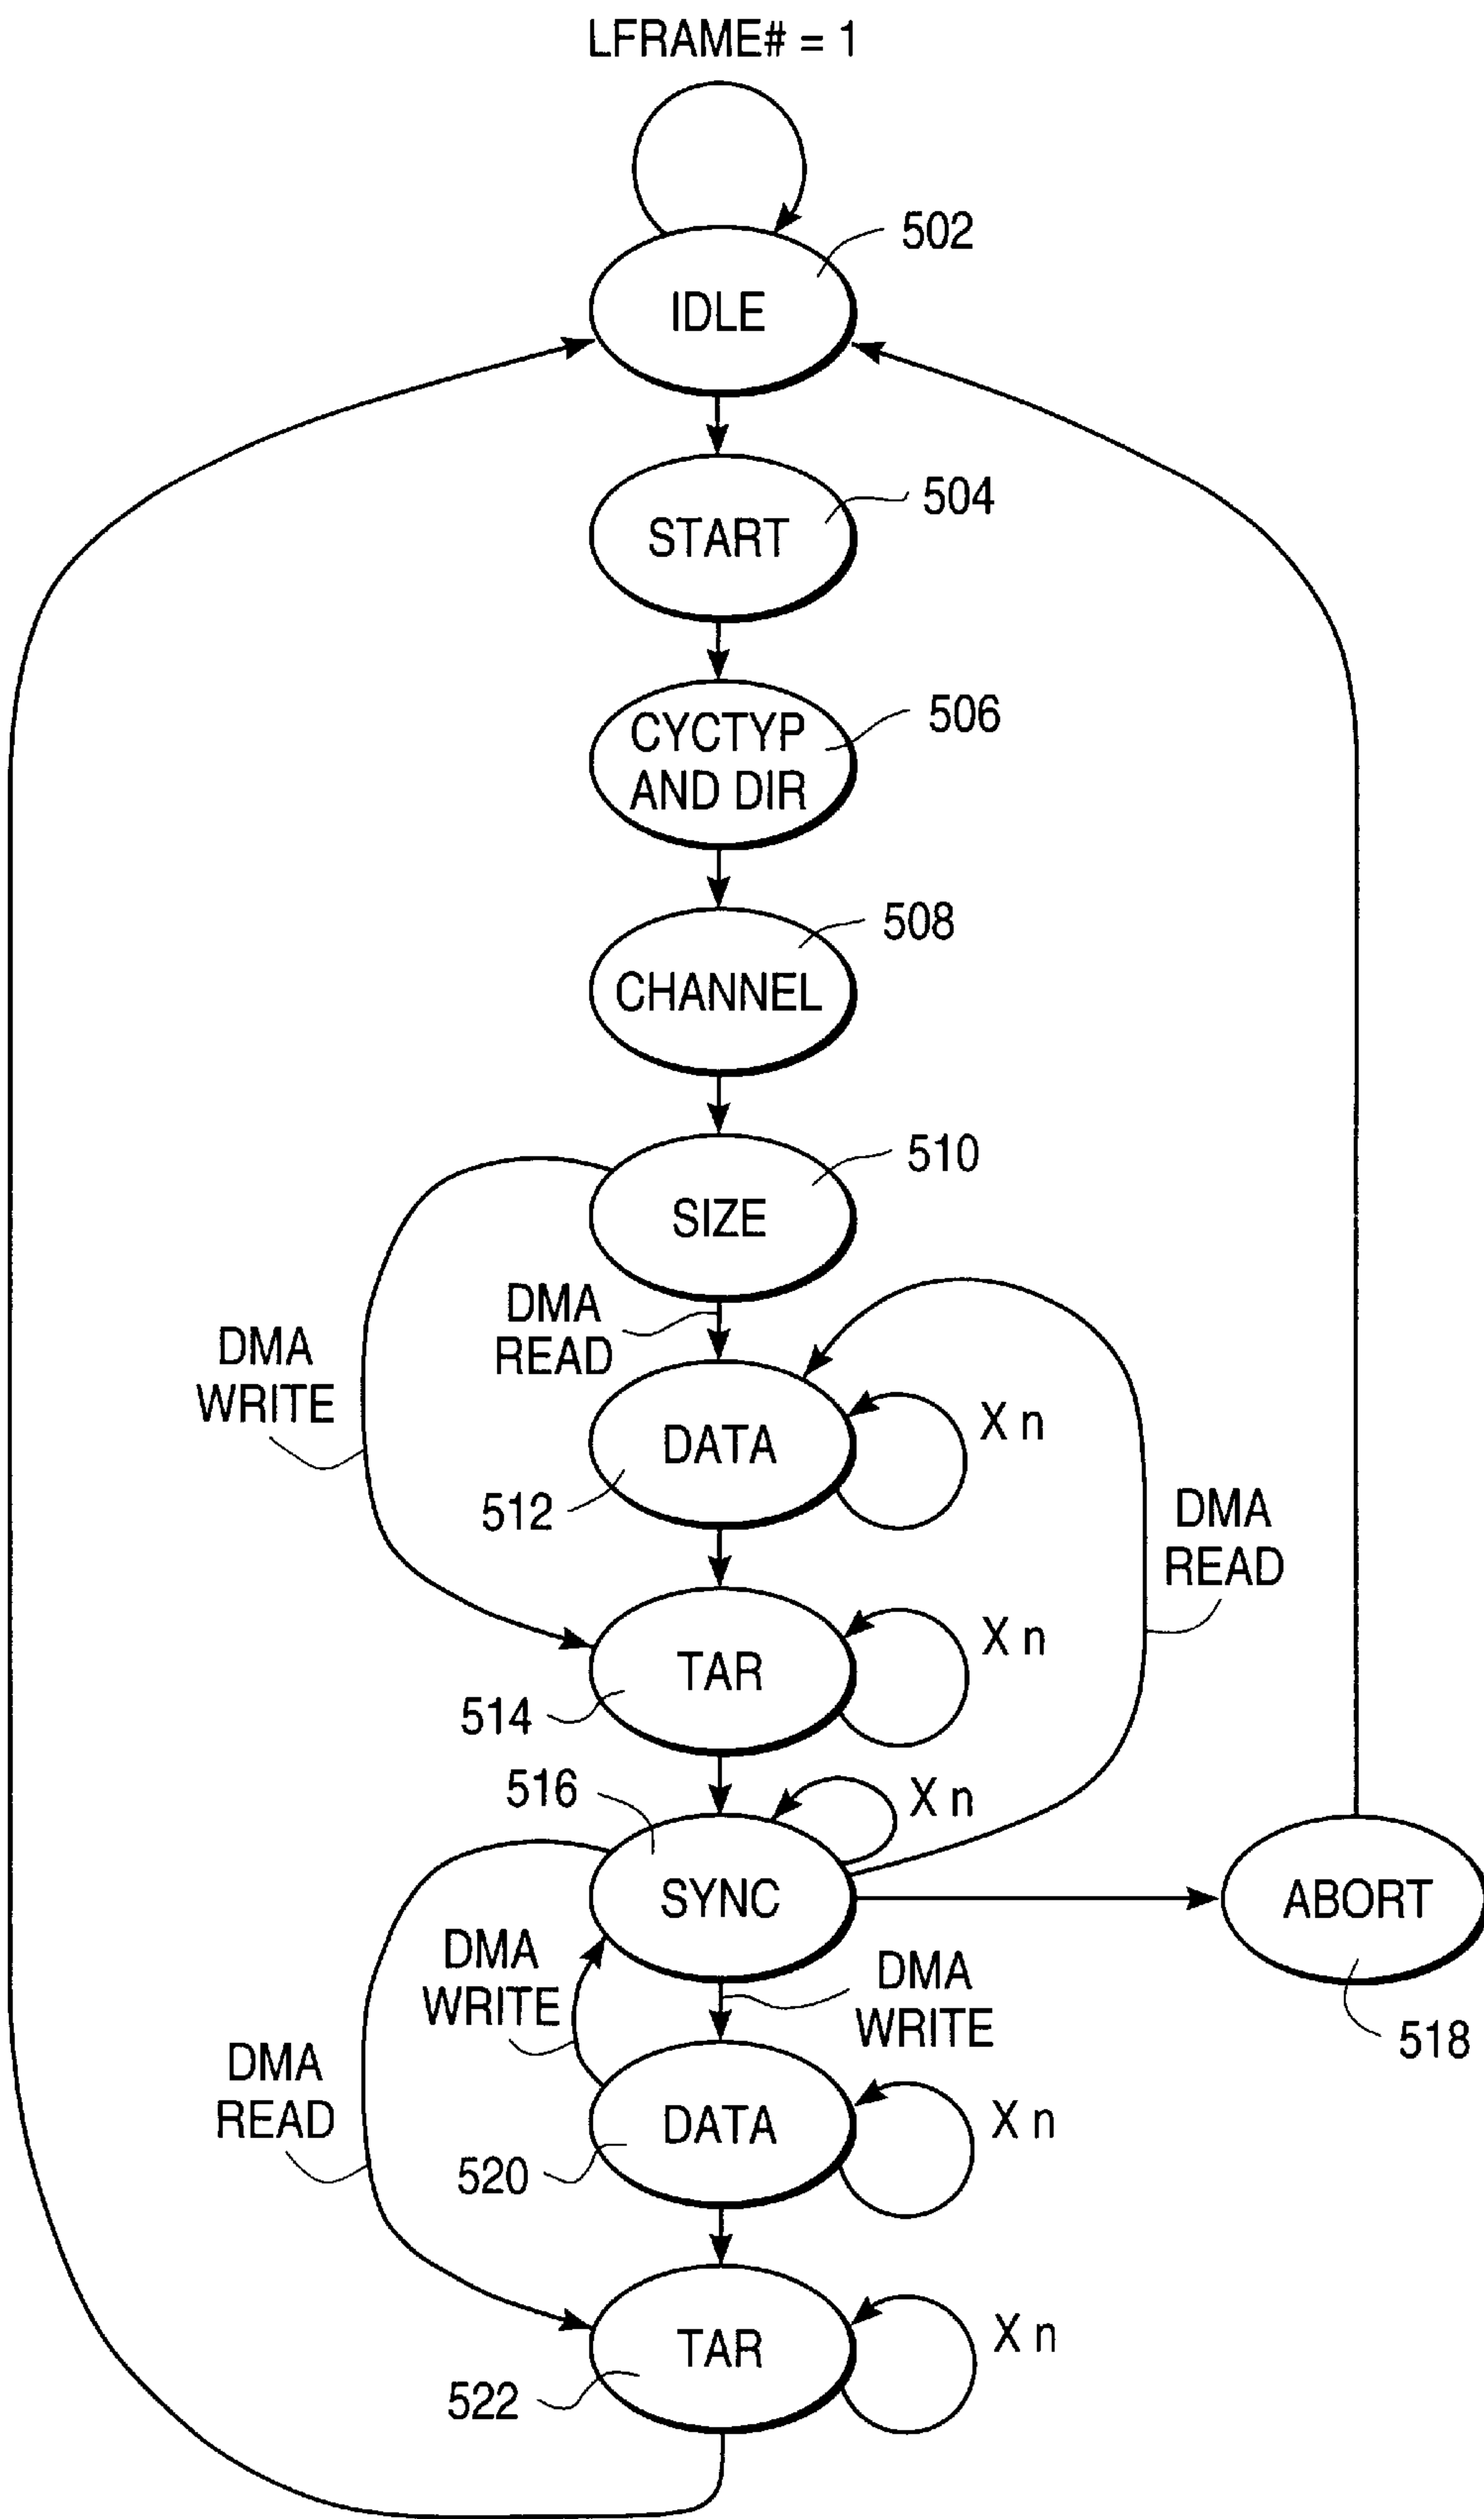 LFRAME# = 1
502
IDLE
504
START
506
CYCTYP
AND DIR
508
CHANNEL
510
SIZE
DMA
READ
DMA
WRITE
X n
DATA
512
DMA
READ
X n
TAR
514
516
X n
SYNC
ABORT
DMA
WRITE
DMA
WRITE
518
DMA
READ
X n
DATA
520
X n
TAR
522